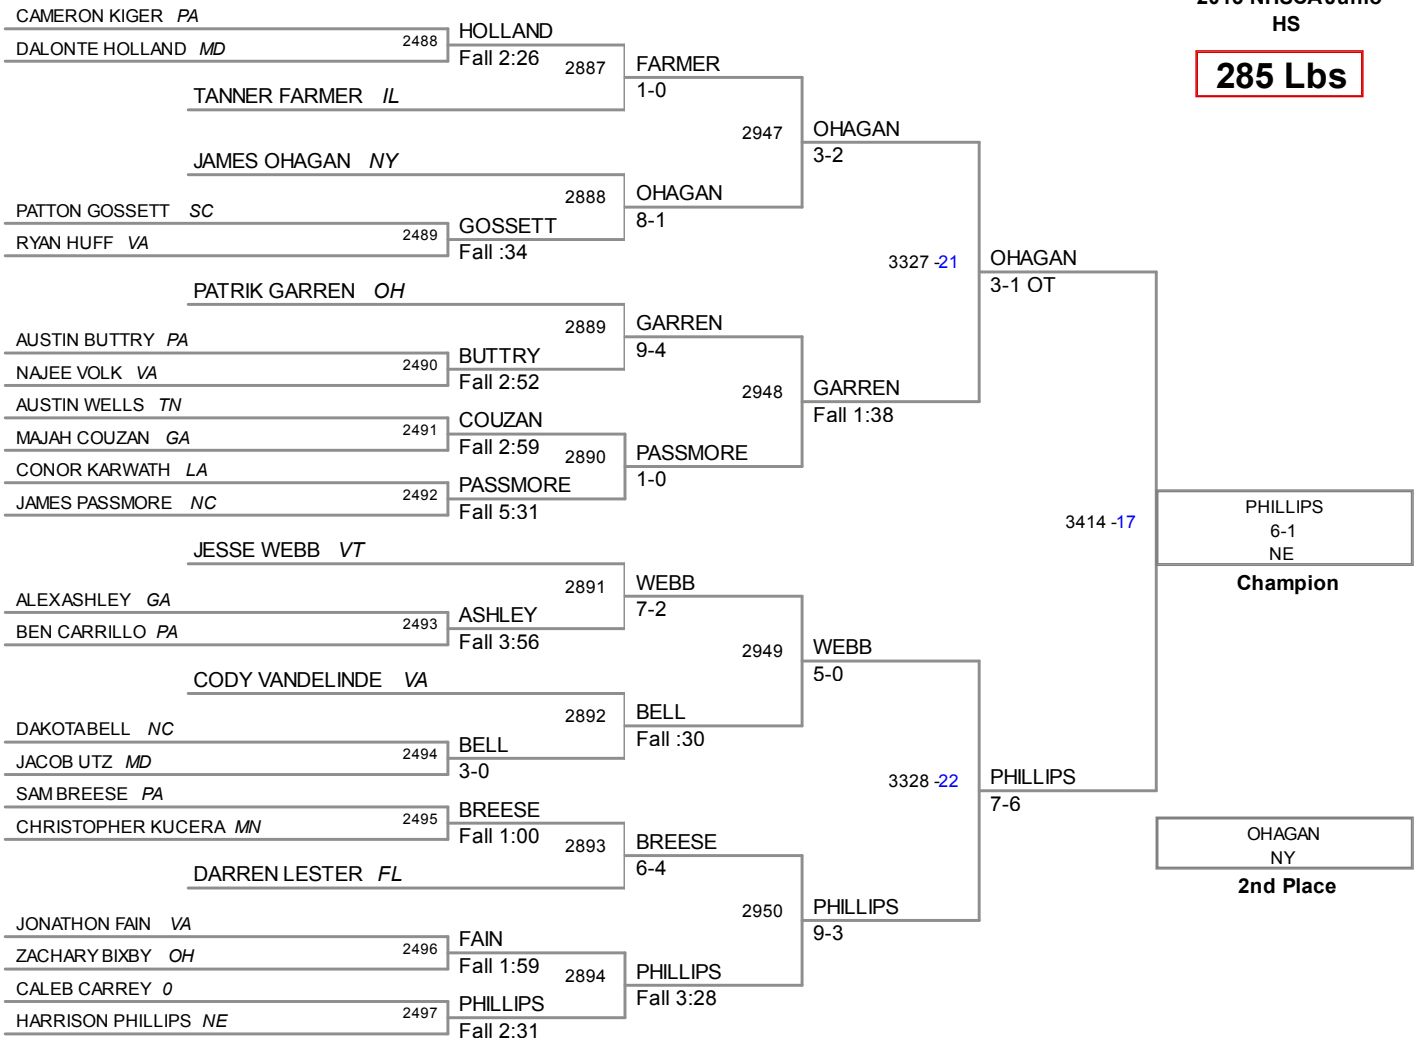 2013 NHSCA Junio
HS
285 Lbs
CAMERON KIGER PA
DALONTE HOLLAND MD
2488
HOLLAND
Fall 2:26
2887
FARMER
1-0
TANNER FARMER IL
2947
OHAGAN
3-2
JAMES OHAGAN NY
2888
OHAGAN
8-1
PATTON GOSSETT SC
RYAN HUFF VA
2489
GOSSETT
Fall :34
3327 -21
OHAGAN
3-1 OT
PATRIK GARREN OH
2889
GARREN
9-4
AUSTIN BUTTRY PA
NAJEE VOLK VA
2490
BUTTRY
Fall 2:52
2948
GARREN
Fall 1:38
AUSTIN WELLS TN
MAJAH COUZAN GA
2491
COUZAN
Fall 2:59
2890
PASSMORE
1-0
CONOR KARWATH LA
JAMES PASSMORE NC
2492
PASSMORE
Fall 5:31
3414 -17
PHILLIPS
6-1
NE
Champion
JESSE WEBB VT
2891
WEBB
7-2
ALEXASHLEY GA
BEN CARRILLO PA
2493
ASHLEY
Fall 3:56
2949
WEBB
5-0
CODY VANDELINDE VA
2892
BELL
Fall :30
DAKOTABELL NC
JACOB UTZ MD
2494
BELL
3-0
3328 -22
PHILLIPS
7-6
SAM BREESE PA
CHRISTOPHER KUCERA MN
2495
BREESE
Fall 1:00
2893
BREESE
6-4
DARREN LESTER FL
OHAGAN
NY
2nd Place
2950
PHILLIPS
9-3
JONATHON FAIN VA
ZACHARY BIXBY OH
2496
FAIN
Fall 1:59
2894
PHILLIPS
Fall 3:28
CALEB CARREY 0
HARRISON PHILLIPS NE
2497
PHILLIPS
Fall 2:31